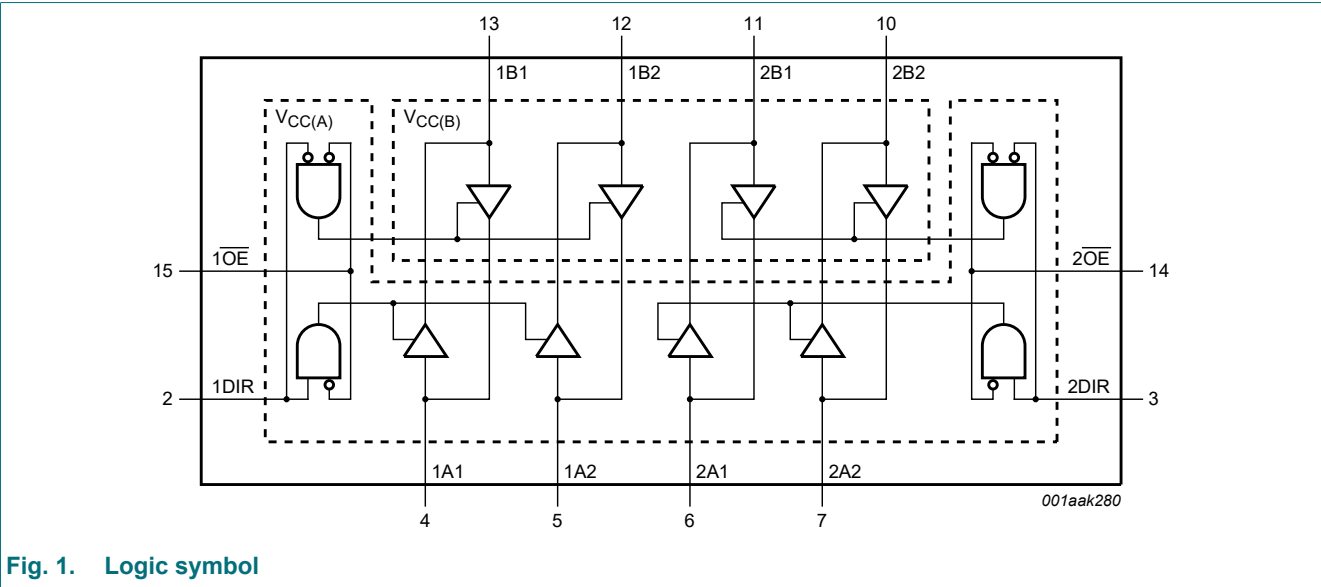 13 12 11 10
1B1 1B2 2B1 2B2
VCC(A) VCC(B)
15 1OE 2OE 14
2 1DIR 2DIR 3
1A1 1A2 2A1 2A2
001aak280
4 5 6 7
Fig. 1. Logic symbol